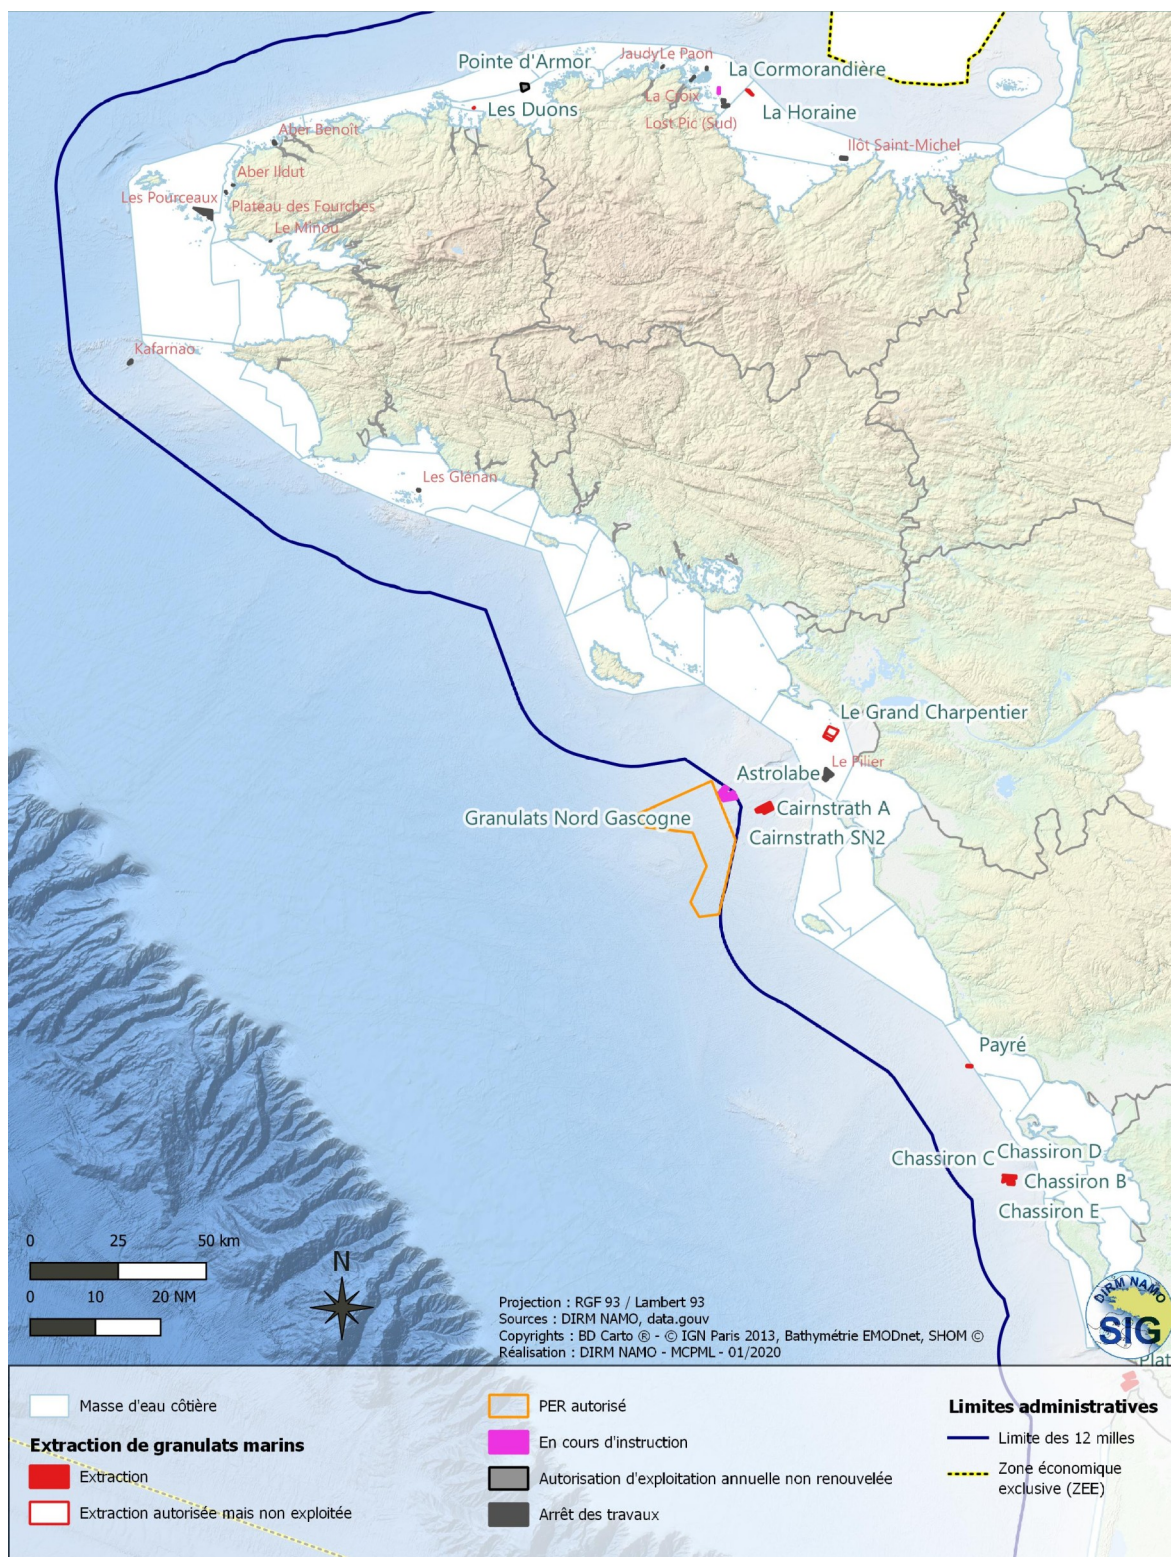 Pointe d'Armor
Jaudy
Le Paon
La Cormorandière
Les Duons
La Croix
La Horaine
Lost Pic (Sud)
Aber Benoît
Ilôt Saint-Michel
Aber Ildut
Les Pourceaux
Plateau des Fourches
Le Minou
Kafarnao
Les Glénan
Le Grand Charpentier
Astrolabe
Le Pilier
Granulats Nord Gascogne
Cairnstrath A
Cairnstrath SN2
Payré
Chassiron C
Chassiron D
Chassiron B
Chassiron E
0 25 50 km
0 10 20 NM
N
Projection : RGF 93 / Lambert 93
Sources : DIRM NAMO, data.gouv
Copyrights : BD Carto ® - © IGN Paris 2013, Bathymétrie EMODnet, SHOM ©
Réalisation : DIRM NAMO - MCPML - 01/2020
DIRM NAMO
SIG
Plat
Masse d'eau côtière
Extraction de granulats marins
Extraction
Extraction autorisée mais non exploitée
PER autorisé
En cours d'instruction
Autorisation d'exploitation annuelle non renouvelée
Arrêt des travaux
Limites administratives
Limite des 12 milles
Zone économique
exclusive (ZEE)